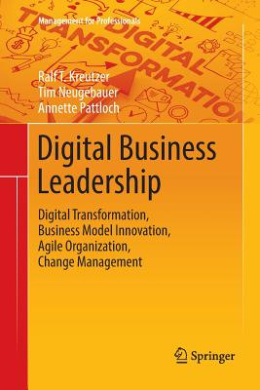 Management for Professionals
DIGITAL
TRANSFORMATION
Ralf T. Kreutzer
Tim Neugebauer
Annette Pattloch
Digital Business
Leadership
Digital Transformation,
Business Model Innovation,
Agile Organization,
Change Management
Springer